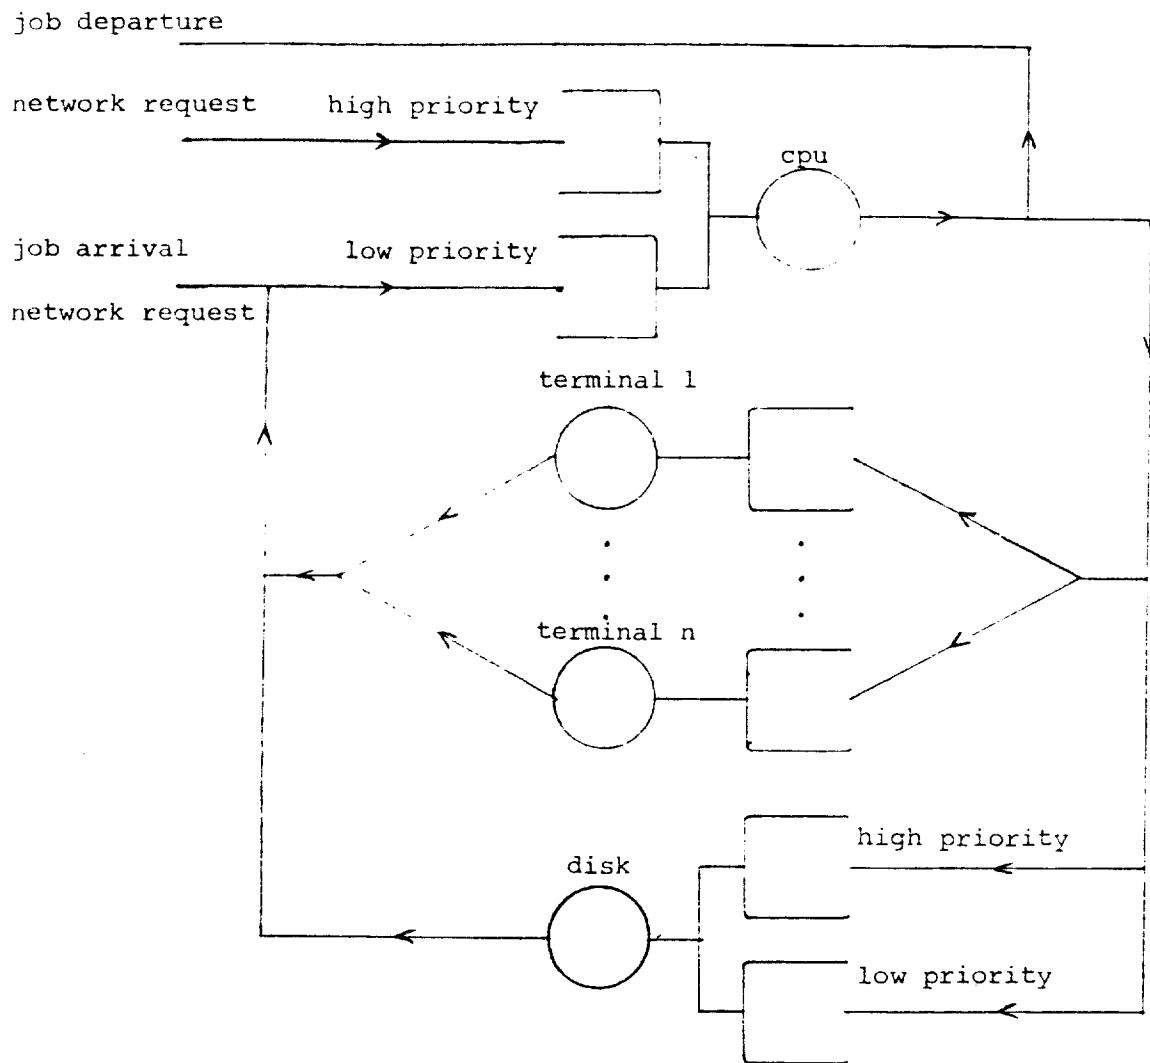 job departure
network request
high priority
cpu
job arrival
low priority
network request
terminal 1
terminal n
high priority
disk
low priority